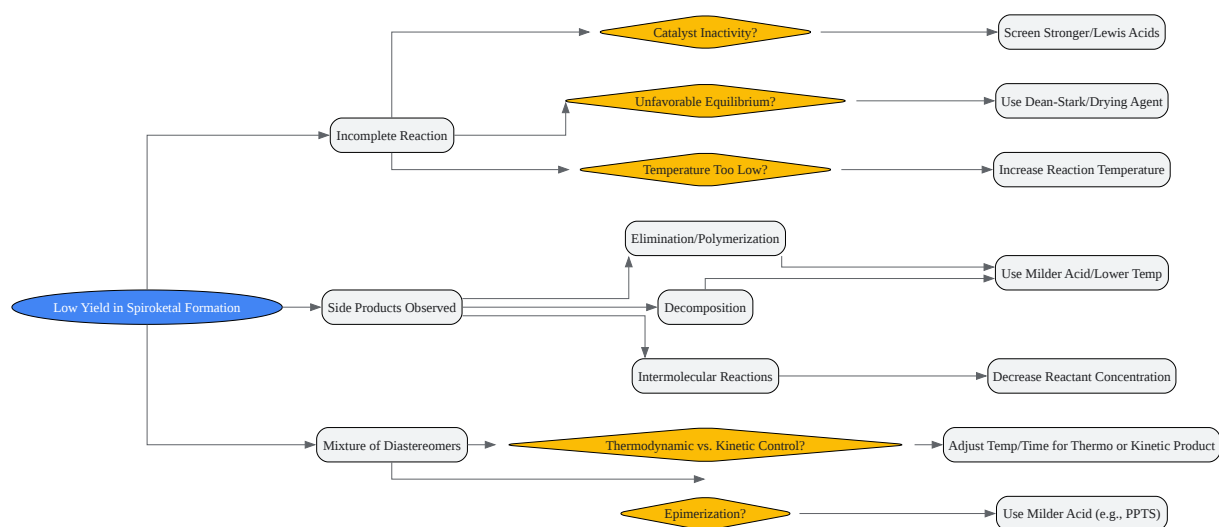 Catalyst Inactivity?
Screen Stronger/Lewis Acids
Unfavorable Equilibrium?
Use Dean-Stark/Drying Agent
Incomplete Reaction
Temperature Too Low?
Increase Reaction Temperature
Elimination/Polymerization
Use Milder Acid/Lower Temp
Low Yield in Spiroketal Formation
Side Products Observed
Decomposition
Intermolecular Reactions
Decrease Reactant Concentration
Mixture of Diastereomers
Thermodynamic vs. Kinetic Control?
Adjust Temp/Time for Thermo or Kinetic Product
Epimerization?
Use Milder Acid (e.g., PPTS)